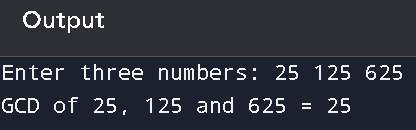 Output
Enter three numbers: 25 125 625
GCD of 25, 125 and 625 = 25